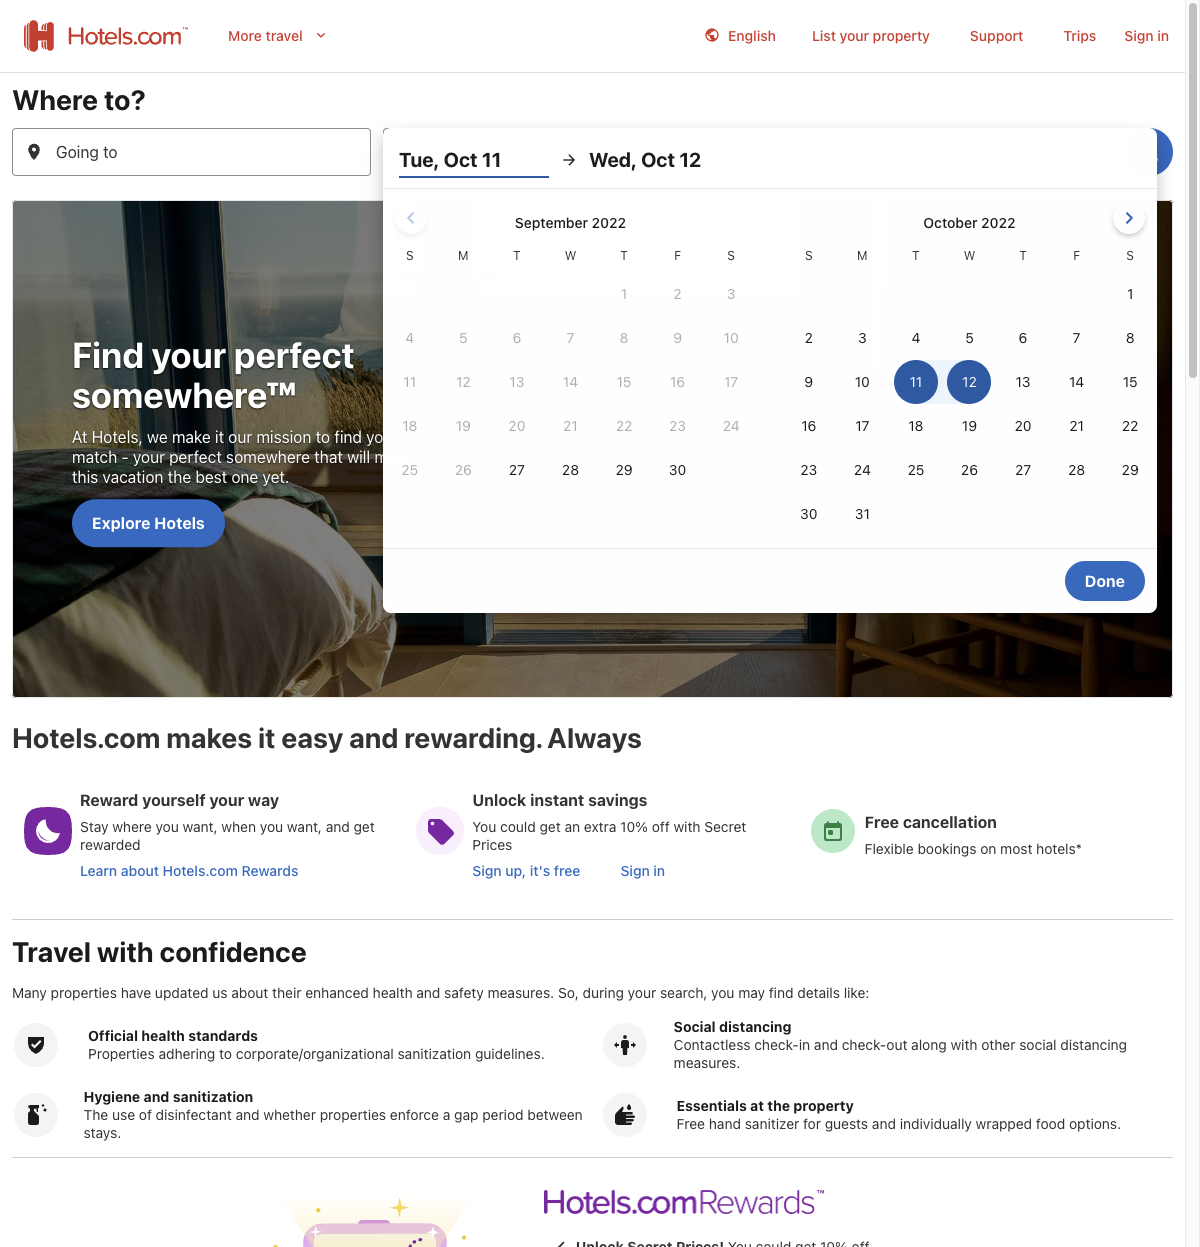 Hotels.com™
More travel
English
List your property
Support
Trips
Sign in
Where to?
Going to
Tue, Oct 11
Wed, Oct 12
September 2022
S M T W T F S
1 2 3
4 5 6 7 8 9 10
11 12 13 14 15 16 17
18 19 20 21 22 23 24
25 26 27 28 29 30
October 2022
S M T W T F S
1
2 3 4 5 6 7 8
9 10 11 12 13 14 15
16 17 18 19 20 21 22
23 24 25 26 27 28 29
30 31
Done
Find your perfect
somewhere™
At Hotels, we make it our mission to find yo
match - your perfect somewhere that will m
this vacation the best one yet.
Explore Hotels
Hotels.com makes it easy and rewarding. Always
Reward yourself your way
Stay where you want, when you want, and get
rewarded
Learn about Hotels.com Rewards
Unlock instant savings
You could get an extra 10% off with Secret
Prices
Sign up, it's free
Sign in
Free cancellation
Flexible bookings on most hotels*
Travel with confidence
Many properties have updated us about their enhanced health and safety measures. So, during your search, you may find details like:
Official health standards
Properties adhering to corporate/organizational sanitization guidelines.
Social distancing
Contactless check-in and check-out along with other social distancing
measures.
Hygiene and sanitization
The use of disinfectant and whether properties enforce a gap period between
stays.
Essentials at the property
Free hand sanitizer for guests and individually wrapped food options.
Hotels.com Rewards™
Unlock Secret Prices! You could get 10% off